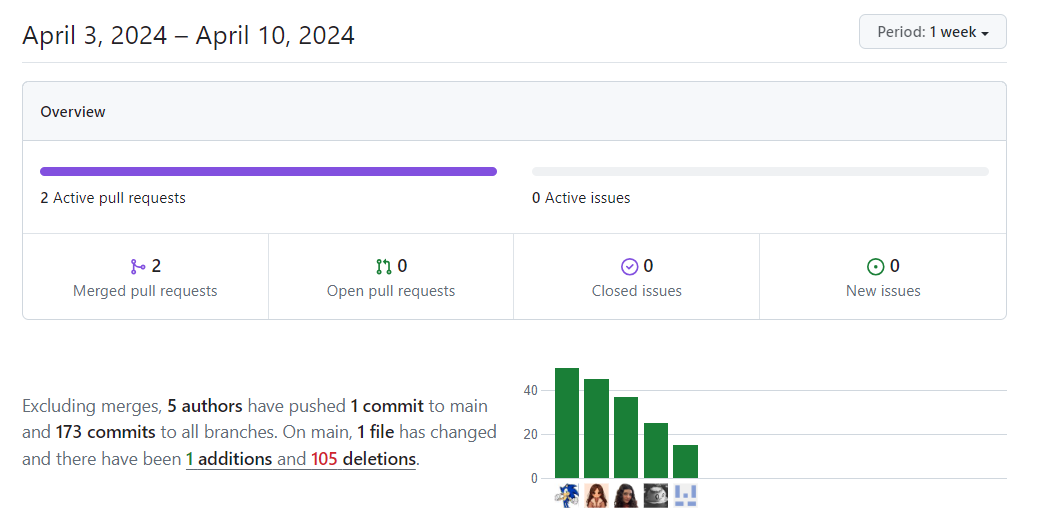 April 3, 2024 – April 10, 2024
Period: 1 week
Overview
2 Active pull requests
0 Active issues
2
Merged pull requests
0
Open pull requests
0
Closed issues
0
New issues
Excluding merges, 5 authors have pushed 1 commit to main
and 173 commits to all branches. On main, 1 file has changed
and there have been 1 additions and 105 deletions.
40
20
0